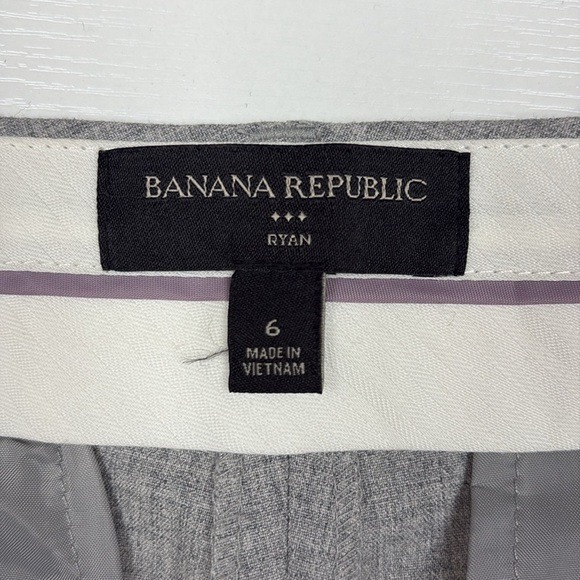 BANANA REPUBLIC
RYAN
6
MADE IN
VIETNAM